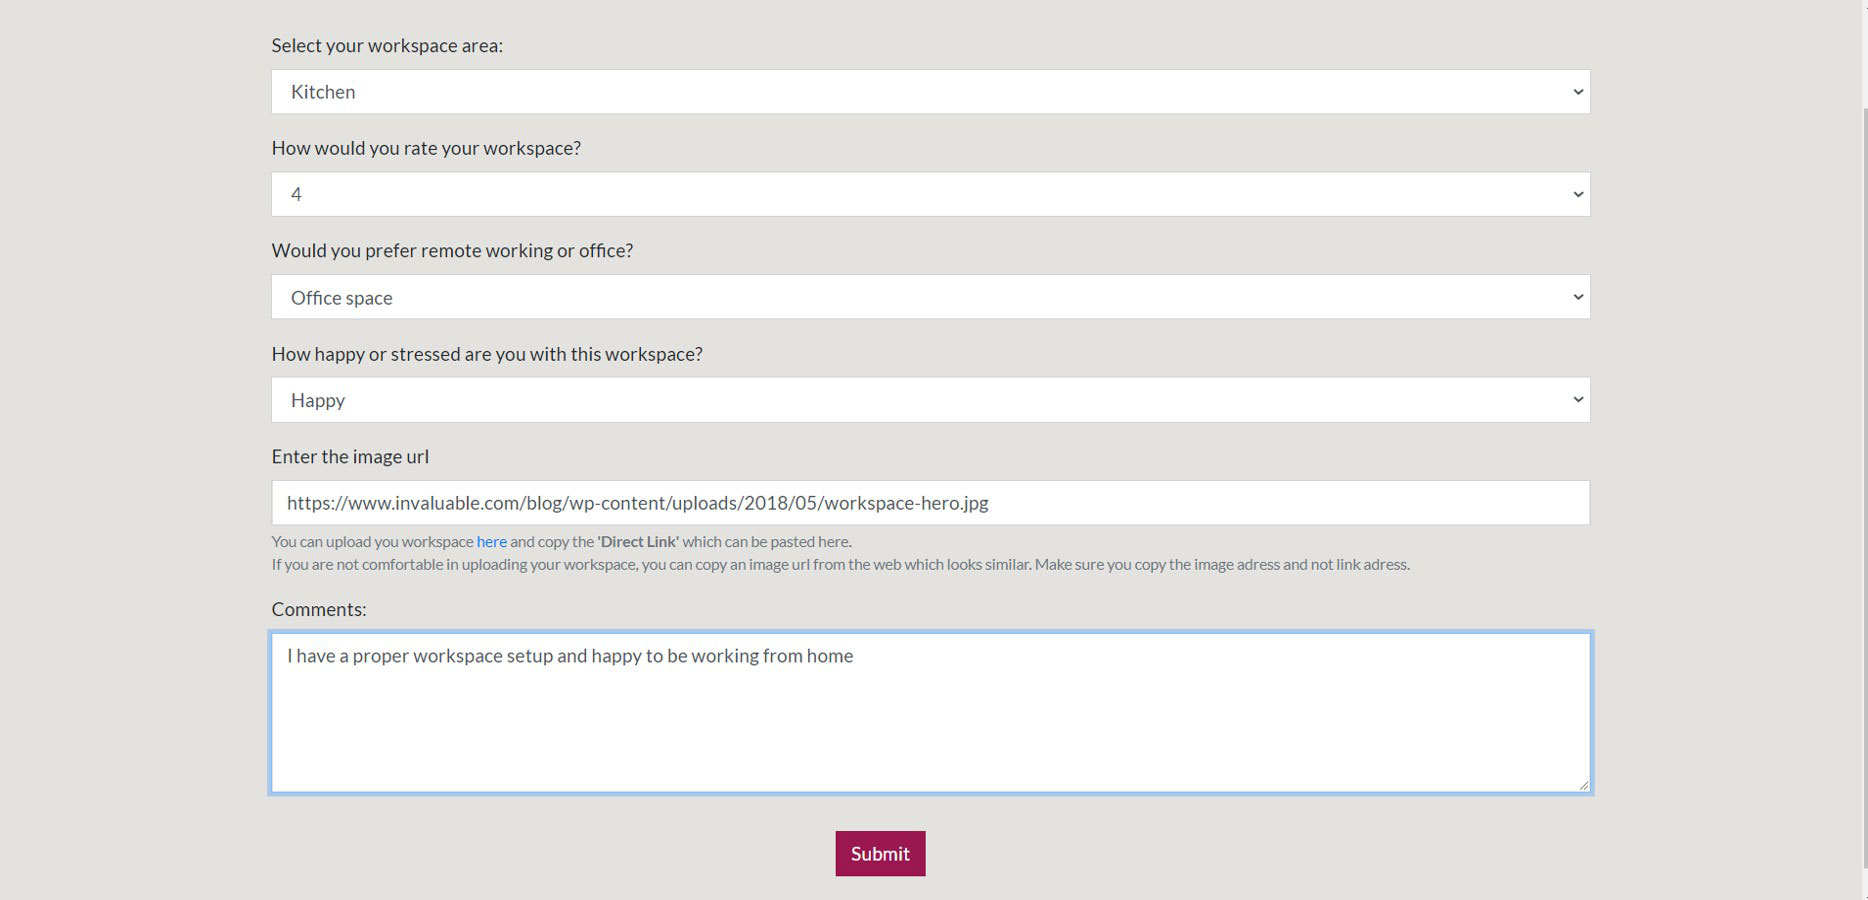 Select your workspace area:
Kitchen
How would you rate your workspace?
4
Would you prefer remote working or office?
Office space
How happy or stressed are you with this workspace?
Happy
Enter the image url
https://www.invaluable.com/blog/wp-content/uploads/2018/05/workspace-hero.jpg
You can upload you workspace here and copy the 'Direct Link' which can be pasted here.
If you are not comfortable in uploading your workspace, you can copy an image url from the web which looks similar. Make sure you copy the image adress and not link adress.
Comments:
I have a proper workspace setup and happy to be working from home
Submit